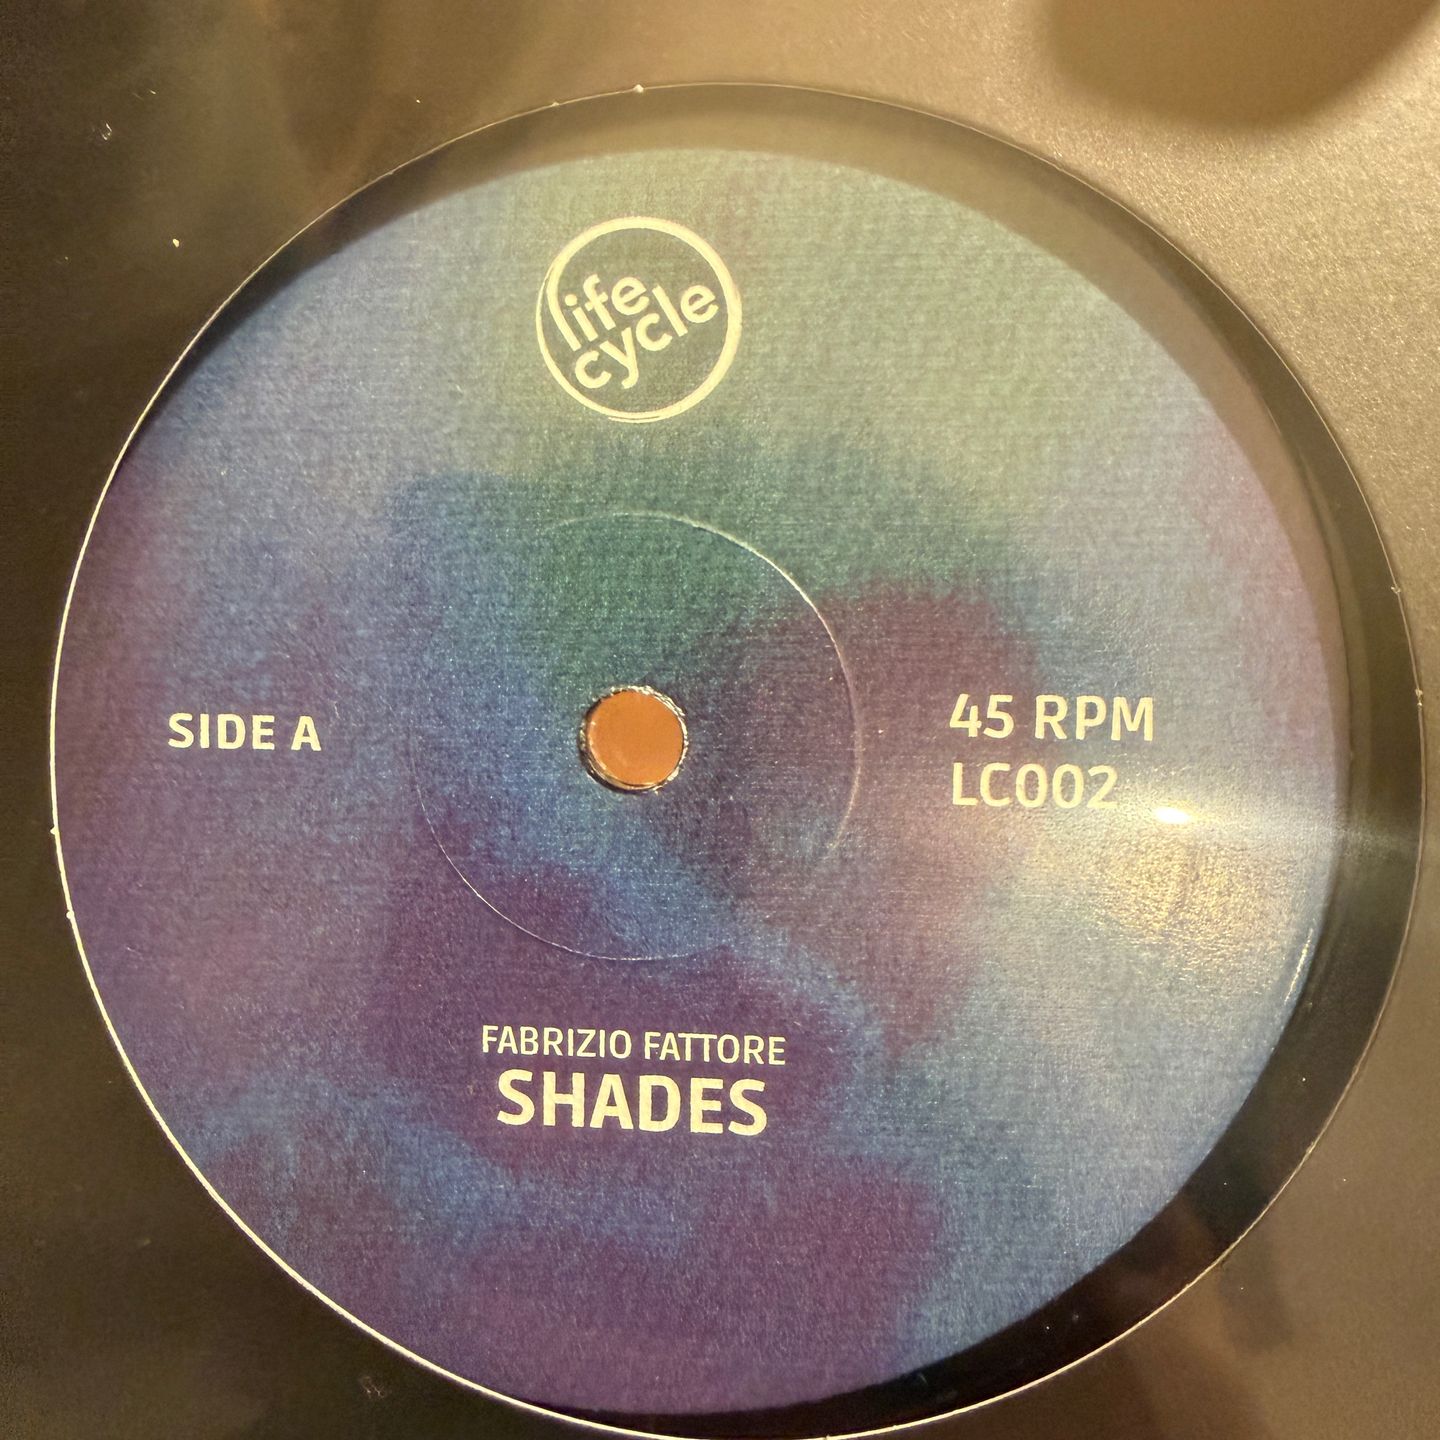 life
cycle
SIDE A
45 RPM
LC002
FABRIZIO FATTORE
SHADES